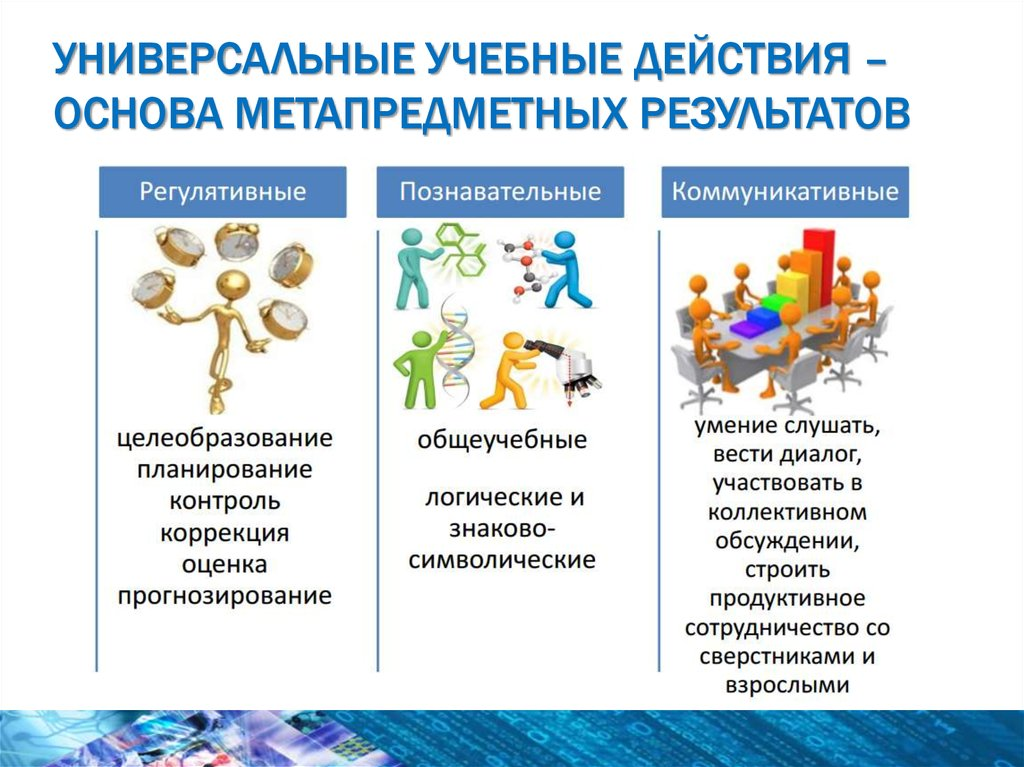 УНИВЕРСАЛЬНЫЕ УЧЕБНЫЕ ДЕЙСТВИЯ –
ОСНОВА МЕТАПРЕДМЕТНЫХ РЕЗУЛЬТАТОВ
Регулятивные
целеобразование
планирование
контроль
коррекция
оценка
прогнозирование
Познавательные
общеучебные
логические и
знаково-
символические
Коммуникативные
умение слушать,
вести диалог,
участвовать в
коллективном
обсуждении,
строить
продуктивное
сотрудничество со
сверстниками и
взрослыми